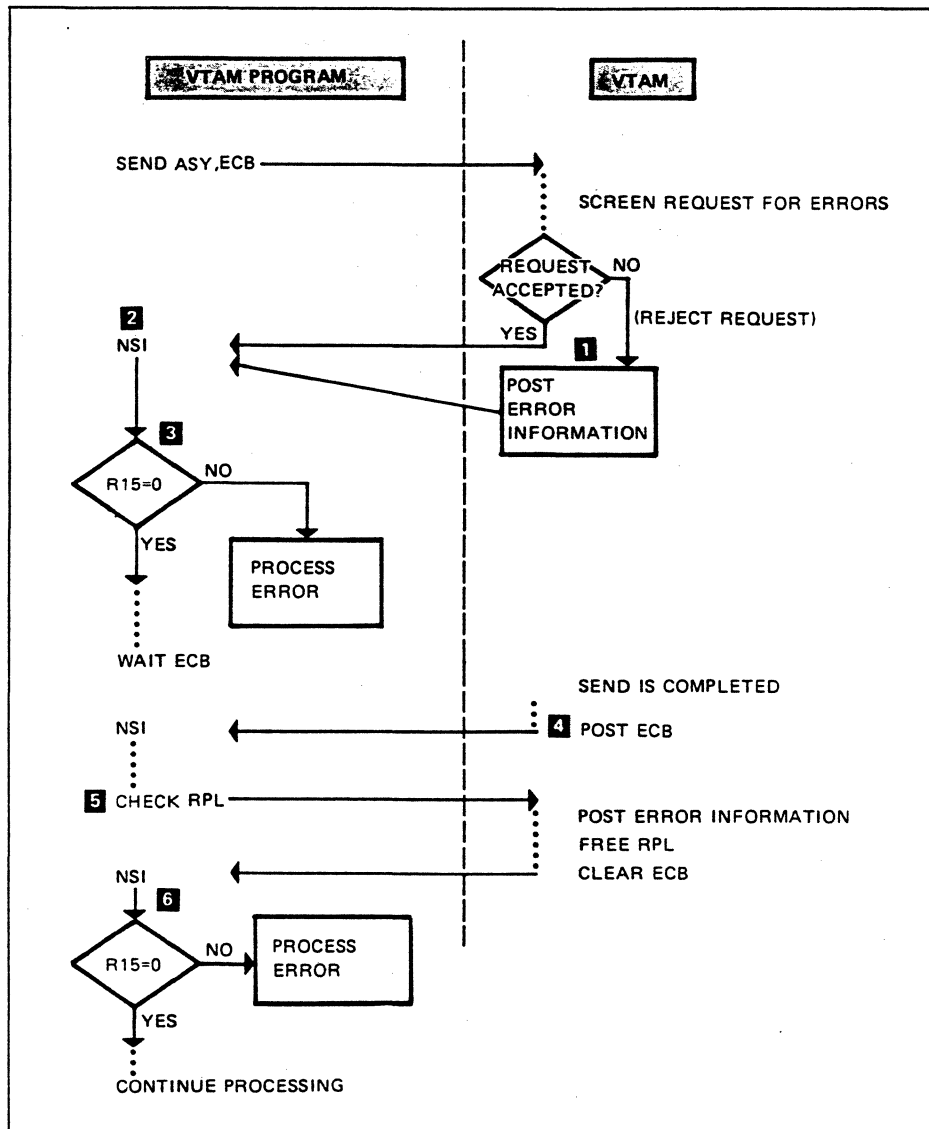 VTAM PROGRAM
VTAM
SEND ASY,ECB
SCREEN REQUEST FOR ERRORS
REQUEST
ACCEPTED?
NO
(REJECT REQUEST)
YES
1
2
NSI
POST
ERROR
INFORMATION
3
R15=0
NO
YES
PROCESS
ERROR
WAIT ECB
SEND IS COMPLETED
NSI
4 POST ECB
5 CHECK RPL
POST ERROR INFORMATION
FREE RPL
CLEAR ECB
NSI
6
R15=0
NO
PROCESS
ERROR
YES
CONTINUE PROCESSING